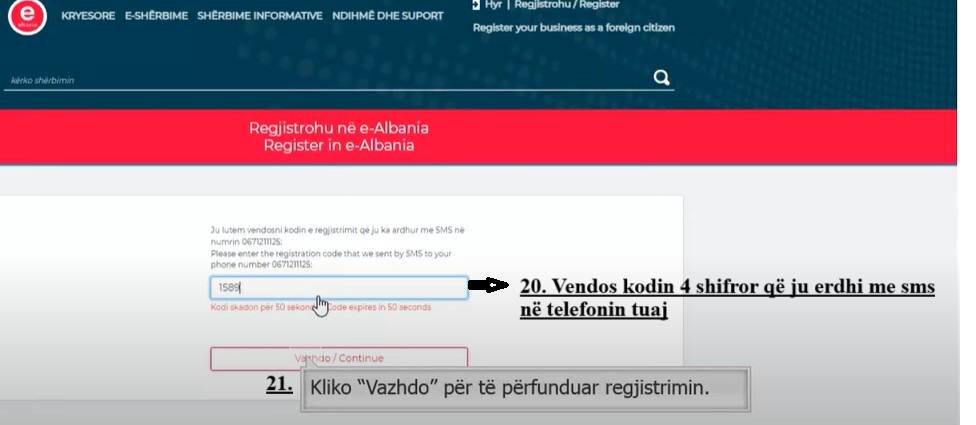 e
albania
KRYESORE E-SHËRBIME SHËRBIME INFORMATIVE NDIHMË DHE SUPORT
Hyr | Regjistrohu / Register
Register your business as a foreign citizen
kërko shërbimin
Regjistrohu në e-Albania
Register in e-Albania
Ju lutem vendosni kodin e regjistrimit që ju ka ardhur me SMS në
numrin 0671211125:
Please enter the registration code that we sent by SMS to your
phone number 0671211125:
1589
Kodi skadon për 50 sekonda Code expires in 50 seconds
20. Vendos kodin 4 shifror që ju erdhi me sms
në telefonin tuaj
Vazhdo / Continue
21.
Kliko “Vazhdo” për të përfunduar regjistrimin.